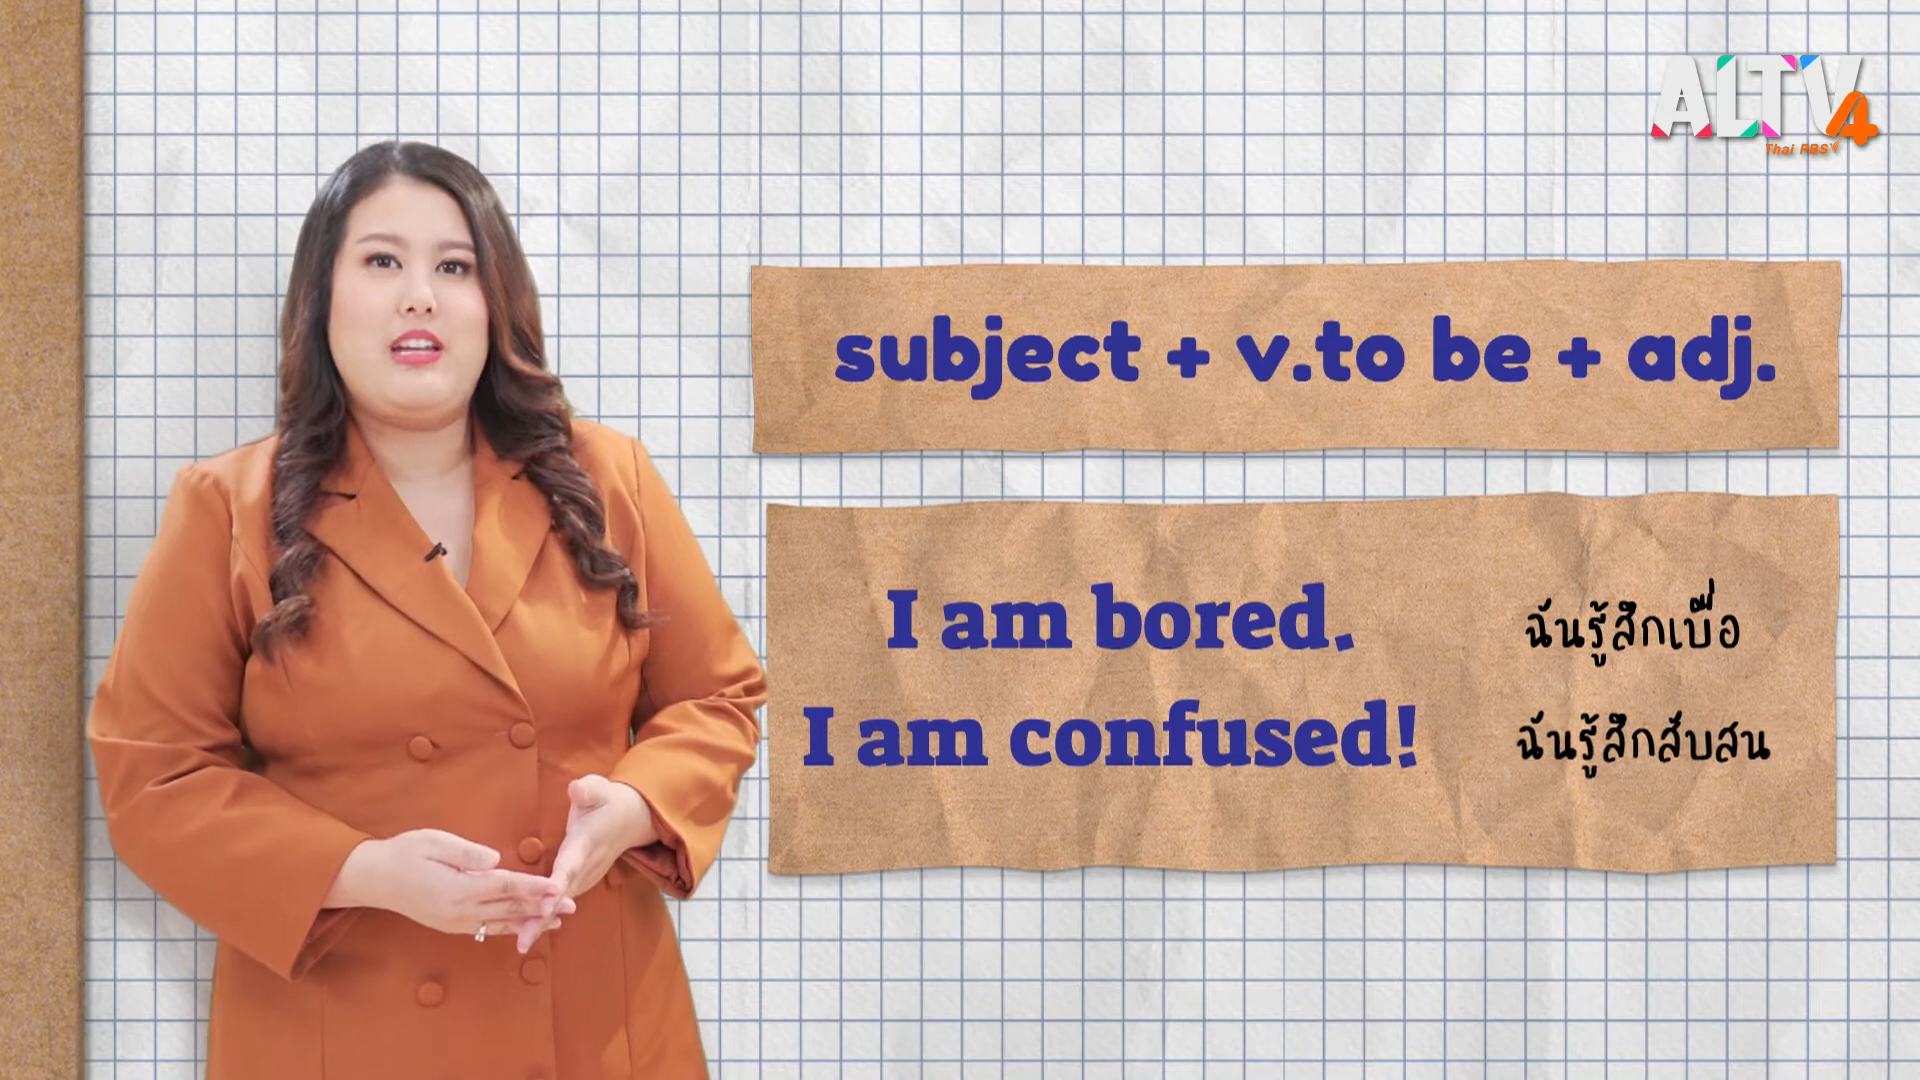 ALTV4
Thai PBS
subject + v.to be + adj.
I am bored. ฉันรู้สึกเบื่อ
I am confused! ฉันรู้สึกสับสน